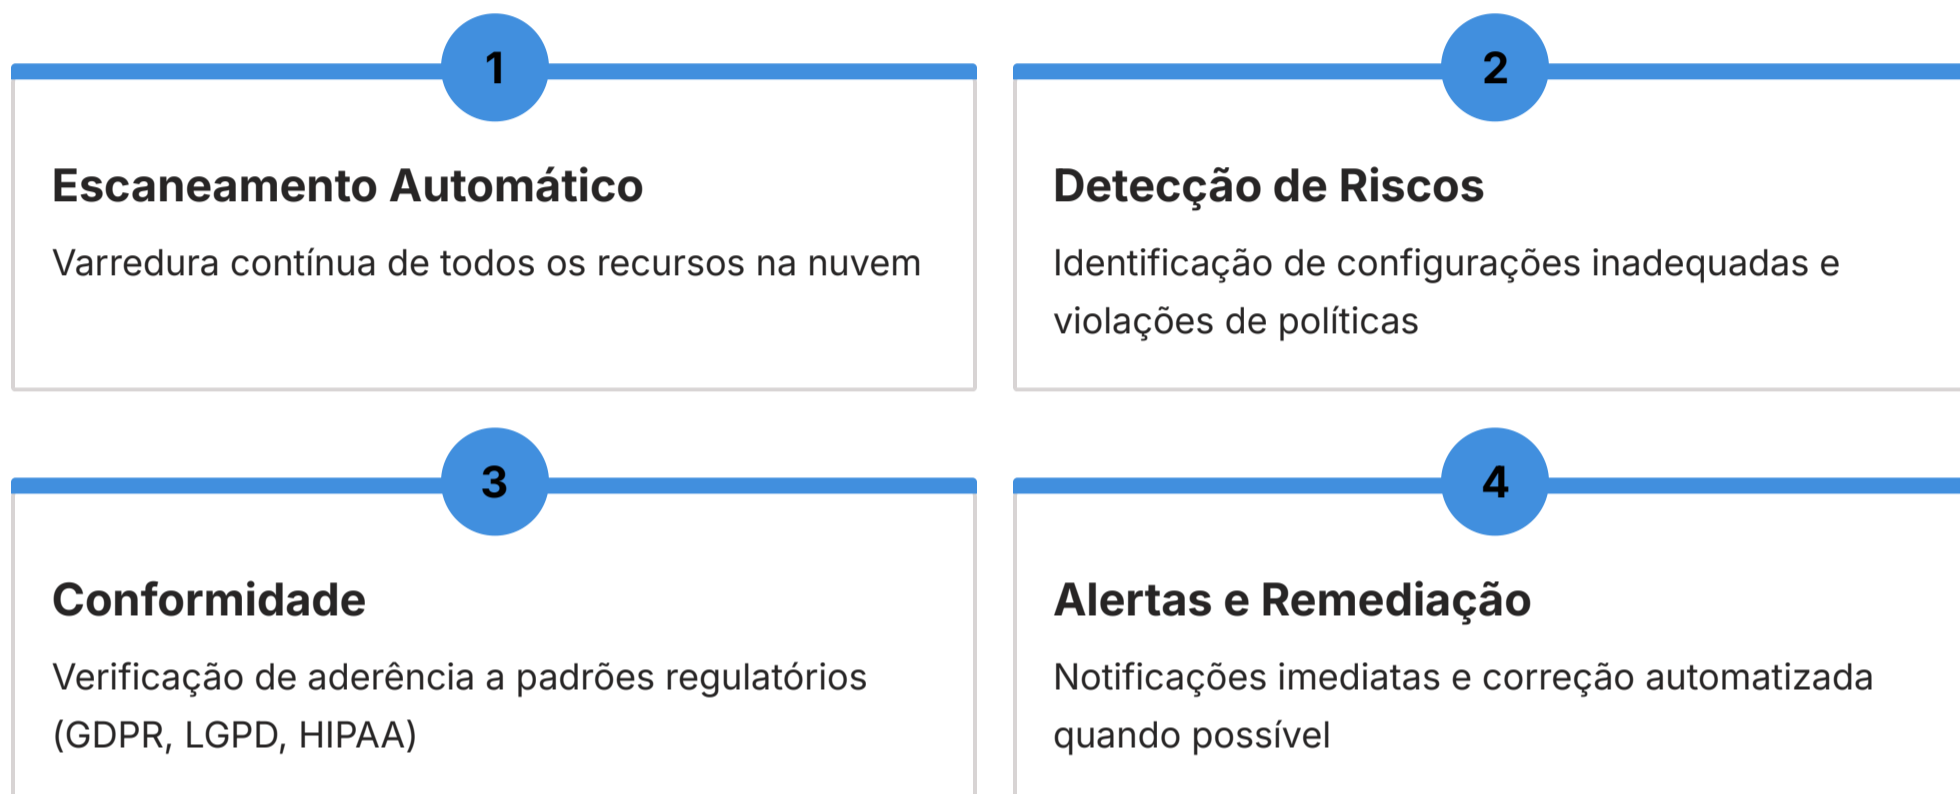 1
Escaneamento Automático
Varredura contínua de todos os recursos na nuvem
2
Detecção de Riscos
Identificação de configurações inadequadas e
violações de políticas
3
Conformidade
Verificação de aderência a padrões regulatórios
(GDPR, LGPD, HIPAA)
4
Alertas e Remediação
Notificações imediatas e correção automatizada
quando possível